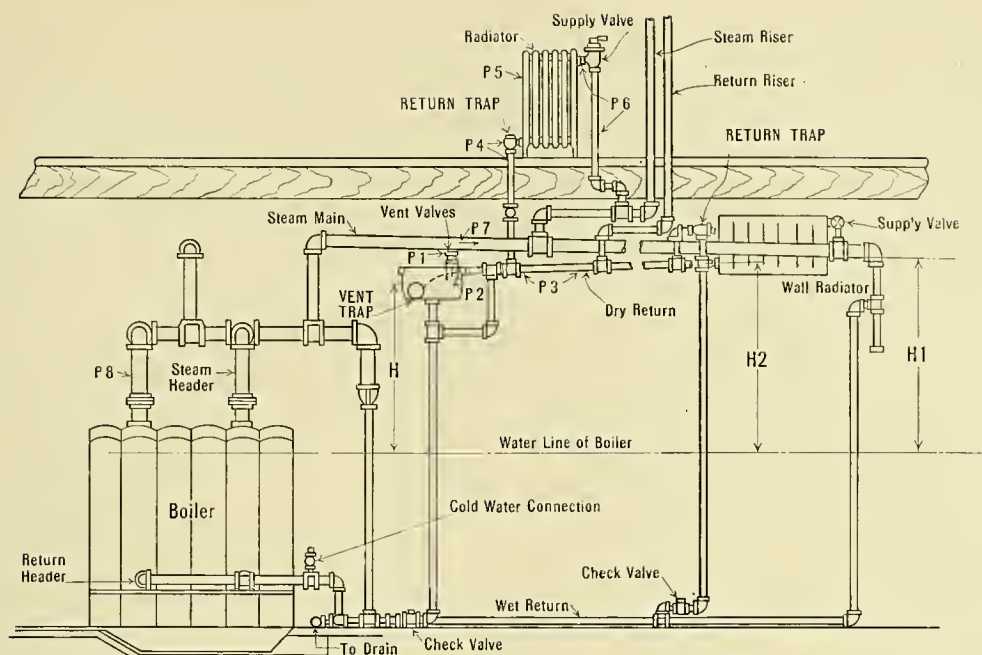 Supply Valve
Radiator
Steam Riser
P5
P6
Return Riser
RETURN TRAP
RETURN TRAP
P4
Vent Valves
Steam Main
P7
Supp'y Valve
P1
P2
P3
VENT
TRAP
Dry Return
Wall Radiator
H
H2
H1
P8
Steam
Header
Water Line of Boiler
Boiler
Cold Water Connection
Return
Header
Check Valve
Wet Return
To Drain
Check Valve